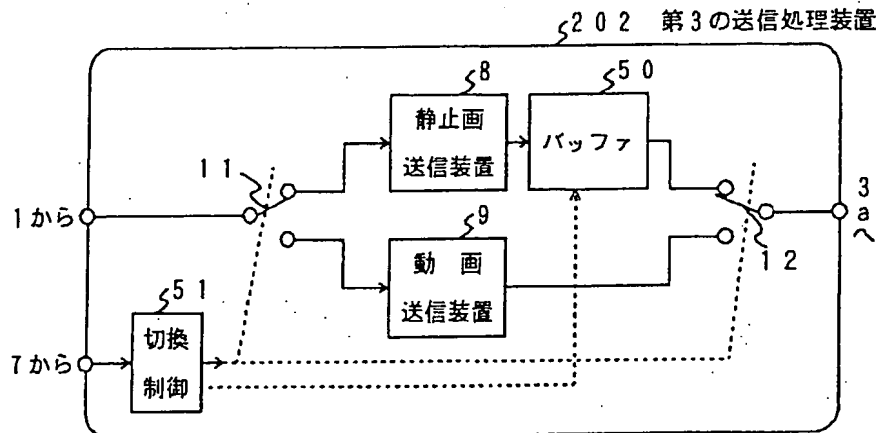 202 第3の送信処理装置
8
50
静止画
送信装置
バッファ
11
1から
3
a
へ
9
動 画
送信装置
12
51
切換
制御
7から